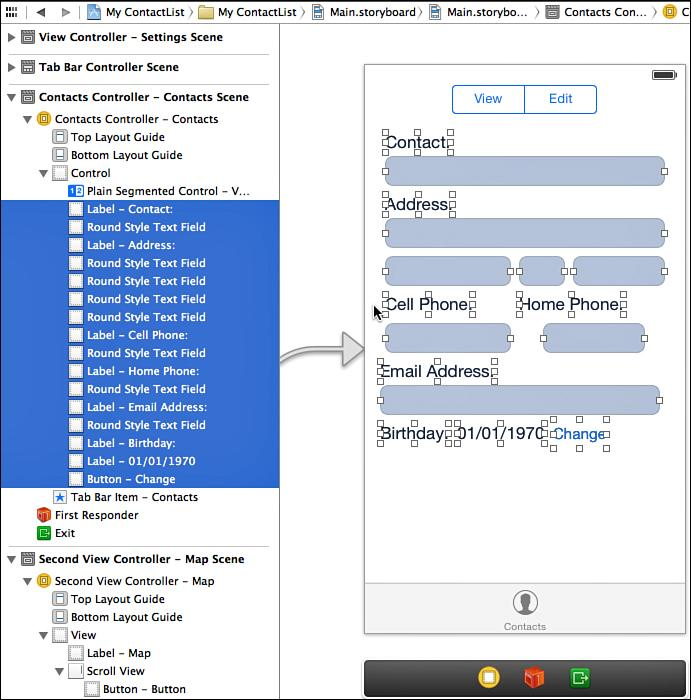 My ContactList My ContactList Main.storyboard Main.storybo... Contacts Con... C
View Controller – Settings Scene
Tab Bar Controller Scene
Contacts Controller – Contacts Scene
Contacts Controller – Contacts
Top Layout Guide
Bottom Layout Guide
Control
1 2 Plain Segmented Control – V...
Label – Contact:
Round Style Text Field
Label – Address:
Round Style Text Field
Round Style Text Field
Round Style Text Field
Round Style Text Field
Label – Cell Phone:
Round Style Text Field
Label – Home Phone:
Round Style Text Field
Label – Email Address:
Round Style Text Field
Label – Birthday:
Label – 01/01/1970
Button – Change
Tab Bar Item – Contacts
First Responder
Exit
Second View Controller – Map Scene
Second View Controller – Map
Top Layout Guide
Bottom Layout Guide
View
Label – Map
Scroll View
Button – Button
View Edit
Contact:
Address:
Cell Phone: Home Phone:
Email Address:
Birthday: 01/01/1970 Change
Contacts